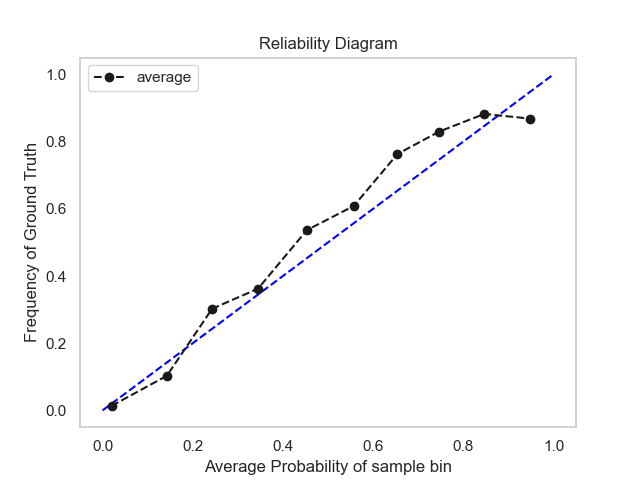 Reliability Diagram
average
1.0
0.8
0.6
0.4
0.2
0.0
Frequency of Ground Truth
0.0 0.2 0.4 0.6 0.8 1.0
Average Probability of sample bin